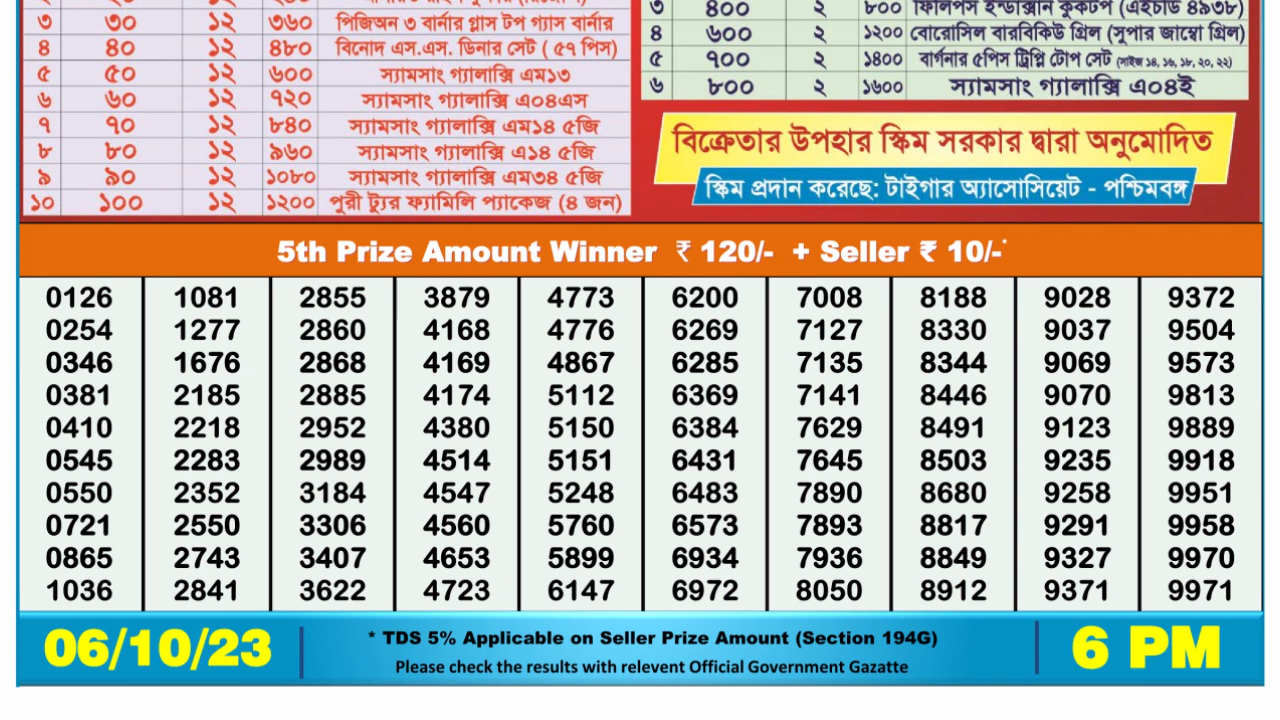 ৩ ৩০ ১২ ৩৬০ পিজিঅন ৩ বার্নার গ্লাস টপ গ্যাস বার্নার
৪ ৪০ ১২ ৪৮০ বিনোদ এস.এস. ডিনার সেট ( ৫৭ পিস)
৫ ৫০ ১২ ৬০০ স্যামসাং গ্যালাক্সি এম১৩
৬ ৬০ ১২ ৭২০ স্যামসাং গ্যালাক্সি এ০৪এস
৭ ৭০ ১২ ৮৪০ স্যামসাং গ্যালাক্সি এম১৪ ৫জি
৮ ৮০ ১২ ৯৬০ স্যামসাং গ্যালাক্সি এ১৪ ৫জি
৯ ৯০ ১২ ১০৮০ স্যামসাং গ্যালাক্সি এম৩৪ ৫জি
১০ ১০০ ১২ ১২০০ পুরী ট্যুর ফ্যামিলি প্যাকেজ (৪ জন)
৩ ৪০০ ২ ৮০০ ফিলিপস ইন্ডাক্সান কুকটপ (এইচডি ৪৯৩৮)
৪ ৬০০ ২ ১২০০ বোরোসিল বারবিকিউ গ্রিল (সুপার জাম্বো গ্রিল)
৫ ৭০০ ২ ১৪০০ বার্গনার ৫পিস ট্রিপ্লি টোপ সেট (সাইজ ১৪, ১৬, ১৮, ২০, ২২)
৬ ৮০০ ২ ১৬০০ স্যামসাং গ্যালাক্সি এ০৪ই
বিক্রেতার উপহার স্কিম সরকার দ্বারা অনুমোদিত
স্কিম প্রদান করেছে: টাইগার অ্যাসোসিয়েট - পশ্চিমবঙ্গ
5th Prize Amount Winner ₹ 120/- + Seller ₹ 10/-*
0126 1081 2855 3879 4773 6200 7008 8188 9028 9372
0254 1277 2860 4168 4776 6269 7127 8330 9037 9504
0346 1676 2868 4169 4867 6285 7135 8344 9069 9573
0381 2185 2885 4174 5112 6369 7141 8446 9070 9813
0410 2218 2952 4380 5150 6384 7629 8491 9123 9889
0545 2283 2989 4514 5151 6431 7645 8503 9235 9918
0550 2352 3184 4547 5248 6483 7890 8680 9258 9951
0721 2550 3306 4560 5760 6573 7893 8817 9291 9958
0865 2743 3407 4653 5899 6934 7936 8849 9327 9970
1036 2841 3622 4723 6147 6972 8050 8912 9371 9971
06/10/23
* TDS 5% Applicable on Seller Prize Amount (Section 194G)
Please check the results with relevent Official Government Gazatte
6 PM